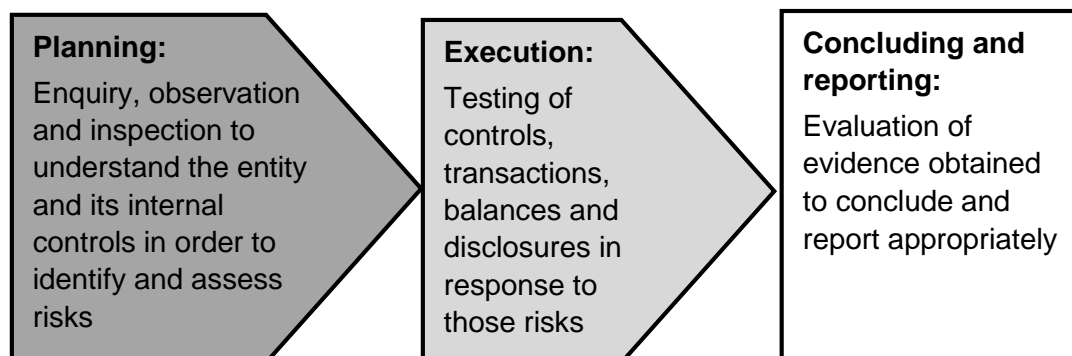 Planning:
Enquiry, observation
and inspection to
understand the entity
and its internal
controls in order to
identify and assess
risks
Execution:
Testing of
controls,
transactions,
balances and
disclosures in
response to
those risks
Concluding and
reporting:
Evaluation of
evidence obtained
to conclude and
report appropriately